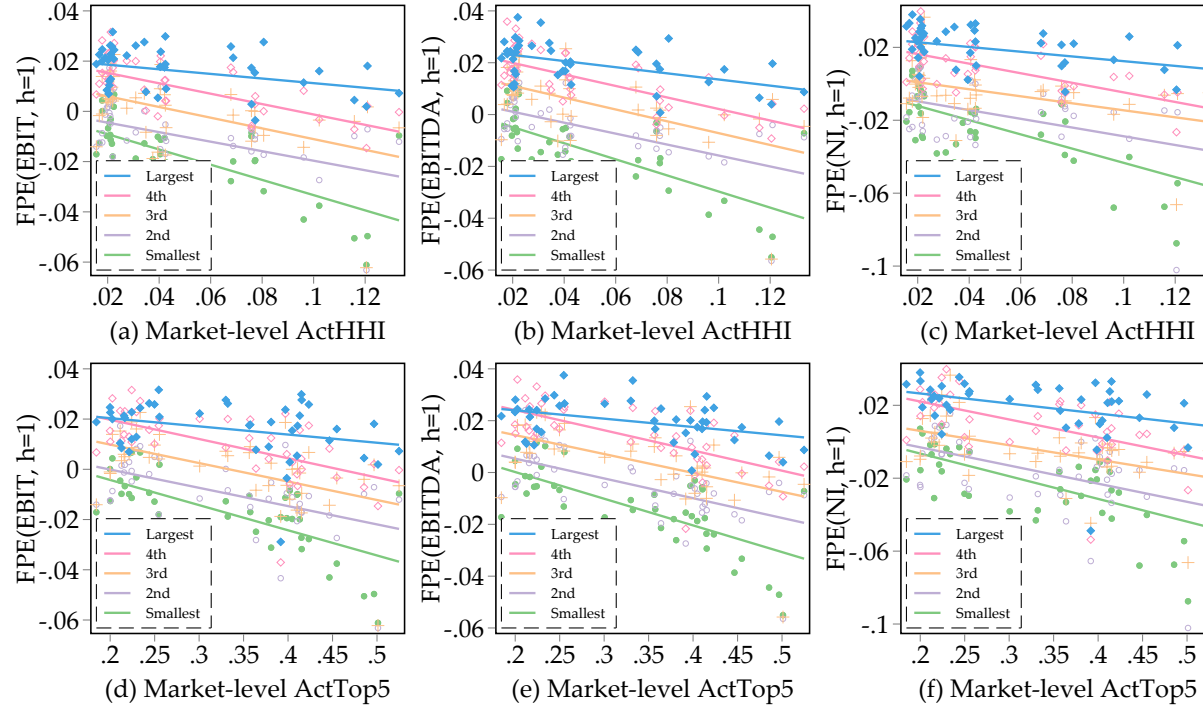 .04
.02
0
-.02
-.04
-.06
FPE(EBIT, h=1)
Largest
4th
3rd
2nd
Smallest
.02 .04 .06 .08 .1 .12
(a) Market-level ActHHI
.04
.02
0
-.02
-.04
-.06
FPE(EBITDA, h=1)
Largest
4th
3rd
2nd
Smallest
.02 .04 .06 .08 .1 .12
(b) Market-level ActHHI
.02
-.02
-.06
-.1
FPE(NI, h=1)
Largest
4th
3rd
2nd
Smallest
.02 .04 .06 .08 .1 .12
(c) Market-level ActHHI
.04
.02
0
-.02
-.04
-.06
FPE(EBIT, h=1)
Largest
4th
3rd
2nd
Smallest
.2 .25 .3 .35 .4 .45 .5
(d) Market-level ActTop5
.04
.02
0
-.02
-.04
-.06
FPE(EBITDA, h=1)
Largest
4th
3rd
2nd
Smallest
.2 .25 .3 .35 .4 .45 .5
(e) Market-level ActTop5
.02
-.02
-.06
-.1
FPE(NI, h=1)
Largest
4th
3rd
2nd
Smallest
.2 .25 .3 .35 .4 .45 .5
(f) Market-level ActTop5